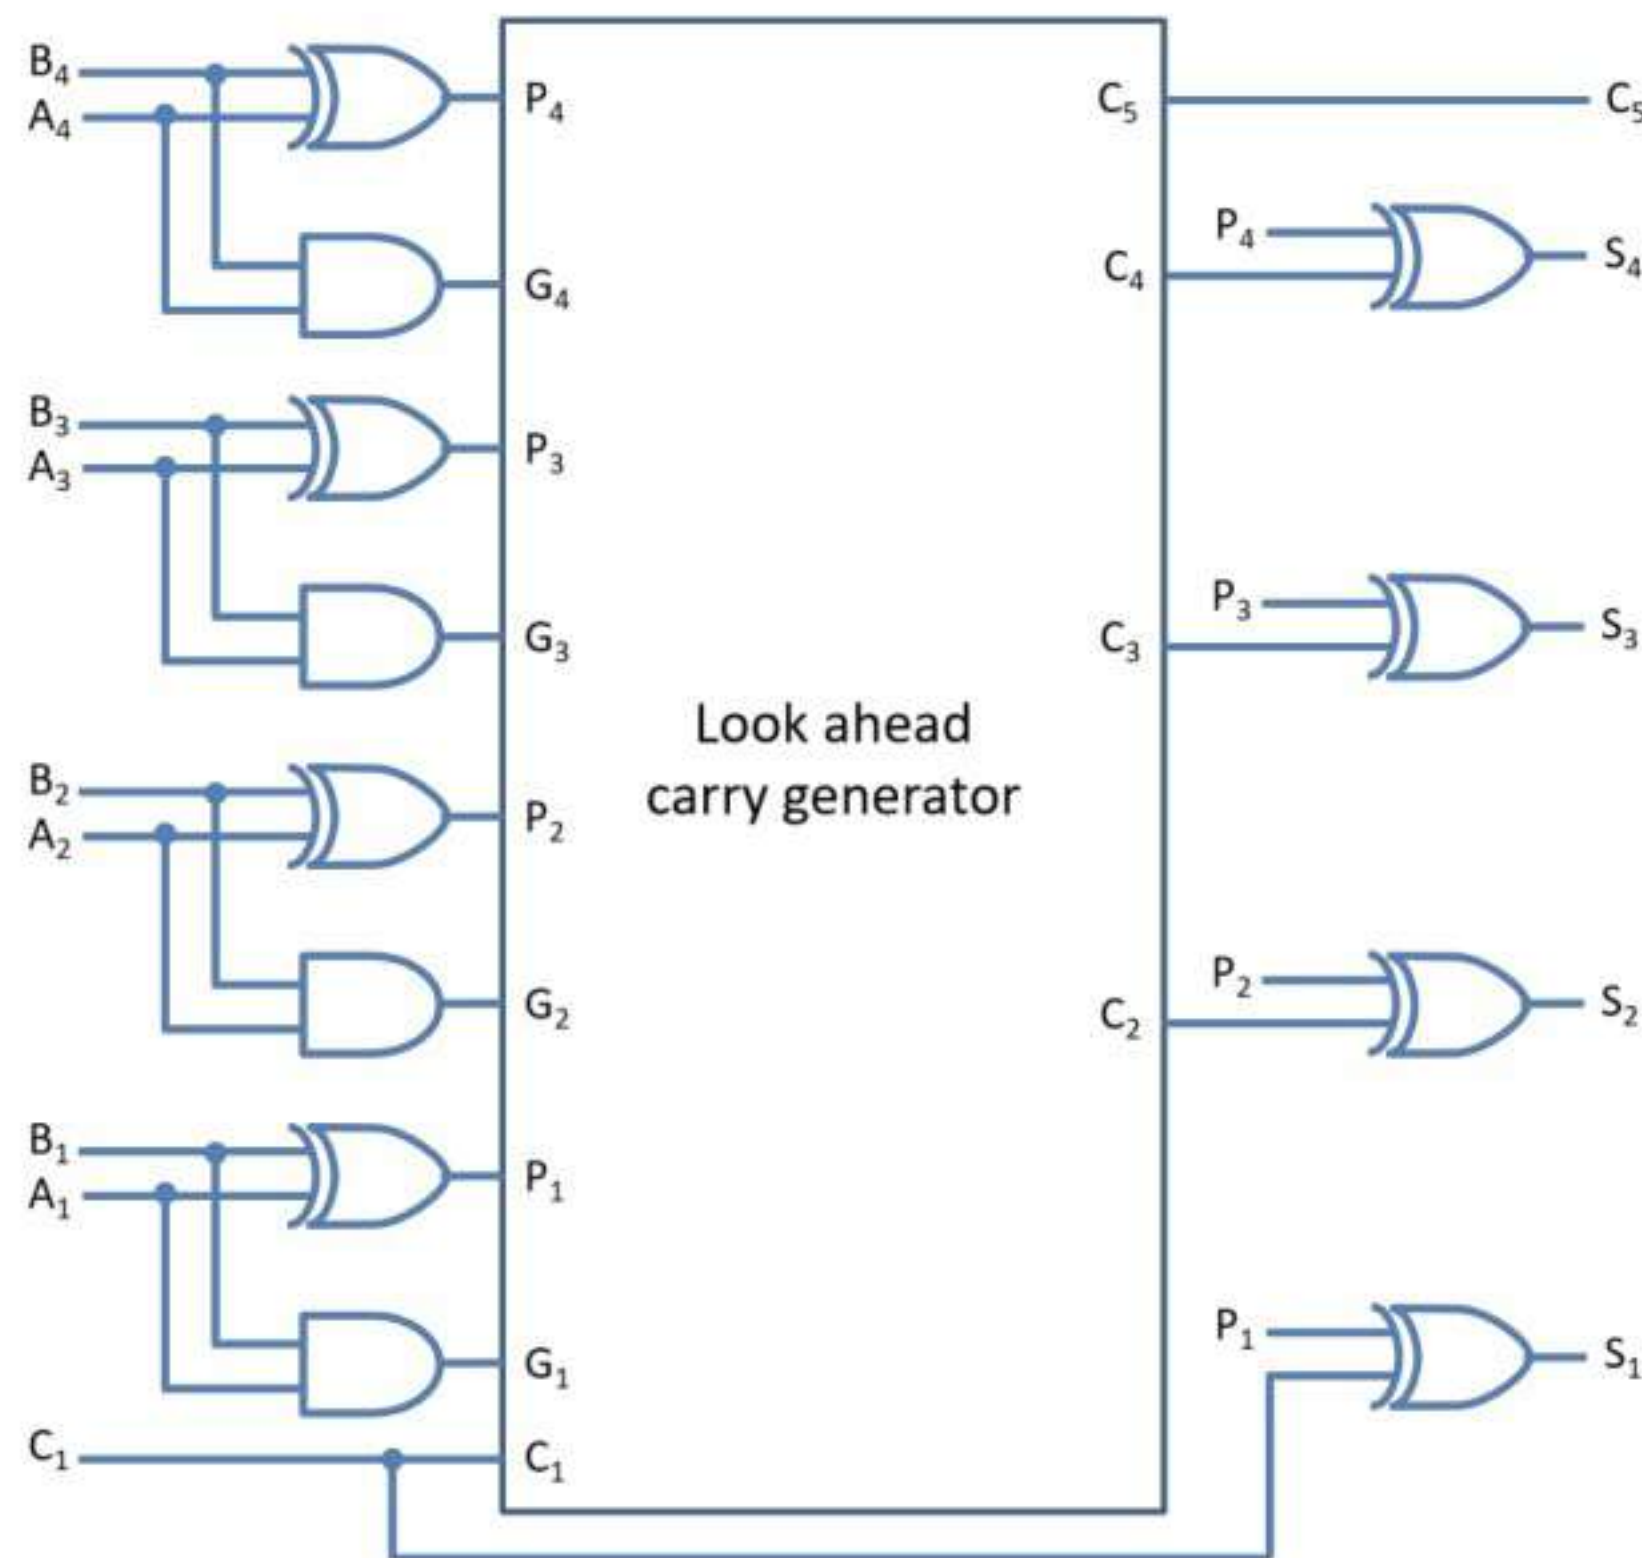 B₄
A₄
P₄
G₄
B₃
A₃
P₃
G₃
B₂
A₂
P₂
G₂
B₁
A₁
P₁
G₁
C₁
C₁
Look ahead
carry generator
C₅
C₅
P₄
C₄
S₄
P₃
C₃
S₃
P₂
C₂
S₂
P₁
S₁